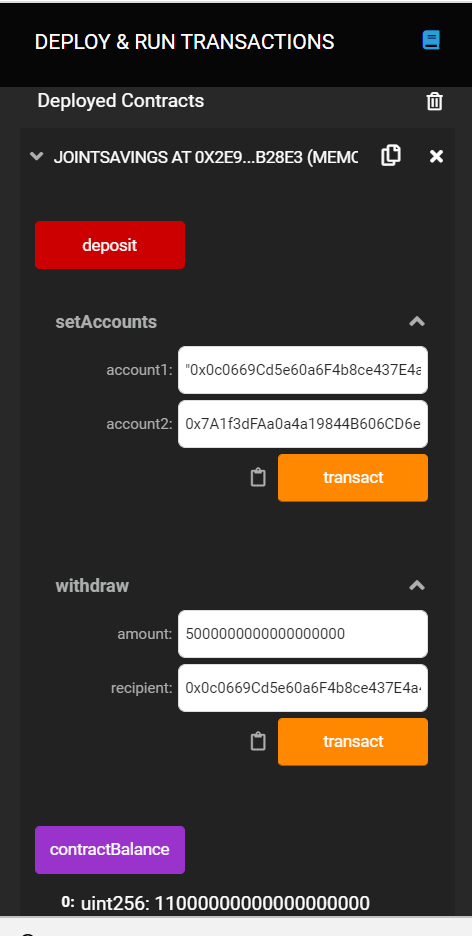 DEPLOY & RUN TRANSACTIONS
Deployed Contracts
JOINTSAVINGS AT 0X2E9...B28E3 (MEMO
deposit
setAccounts
account1: "0x0c0669Cd5e60a6F4b8ce437E4a
account2: 0x7A1f3dFAa0a4a19844B606CD6e
transact
withdraw
amount: 5000000000000000000
recipient: 0x0c0669Cd5e60a6F4b8ce437E4a
transact
contractBalance
0: uint256: 11000000000000000000